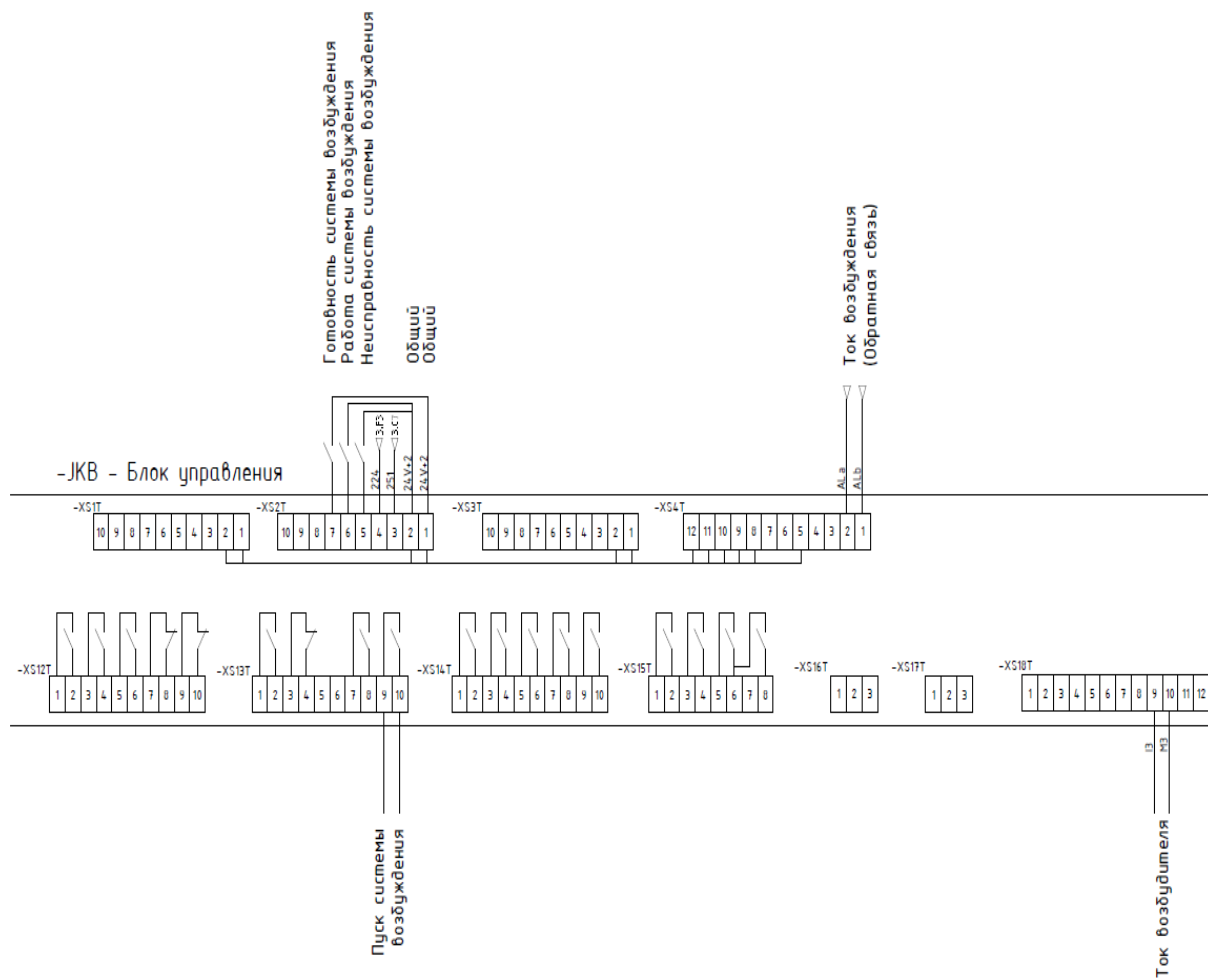 Готовность системы возбуждения
Работа системы возбуждения
Неисправность системы возбуждения
Общий
Общий
Ток возбуждения
(Обратная связь)
3.F3
3.C7
224
251
24V+2
24V+2
ALa
ALb
-JKB - Блок управления
-XS1T
10 9 8 7 6 5 4 3 2 1
-XS2T
10 9 8 7 6 5 4 3 2 1
-XS3T
10 9 8 7 6 5 4 3 2 1
-XS4T
12 11 10 9 8 7 6 5 4 3 2 1
-XS12T
1 2 3 4 5 6 7 8 9 10
-XS13T
1 2 3 4 5 6 7 8 9 10
-XS14T
1 2 3 4 5 6 7 8 9 10
-XS15T
1 2 3 4 5 6 7 8
-XS16T
1 2 3
-XS17T
1 2 3
-XS18T
1 2 3 4 5 6 7 8 9 10 11 12
I3
M3
Пуск системы
возбуждения
Ток возбудителя